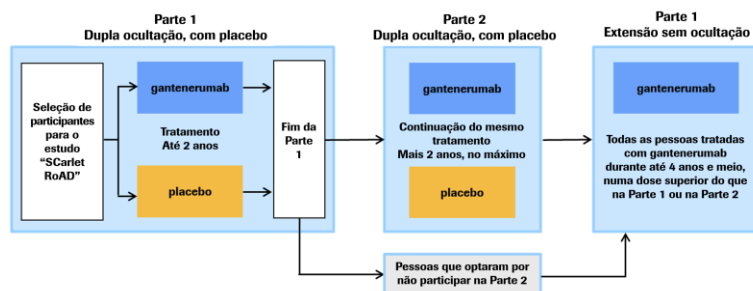 Parte 1
Dupla ocultação, com placebo
Seleção de
participantes
para o
estudo
“SCarlet
RoAD”
gantenerumab
Tratamento
Até 2 anos
placebo
Fim da
Parte
1
Parte 2
Dupla ocultação, com placebo
gantenerumab
Continuação do mesmo
tratamento
Mais 2 anos, no máximo
placebo
Pessoas que optaram por
não participar na Parte 2
Parte 1
Extensão sem ocultação
gantenerumab
Todas as pessoas tratadas
com gantenerumab
durante até 4 anos e meio,
numa dose superior do que
na Parte 1 ou na Parte 2